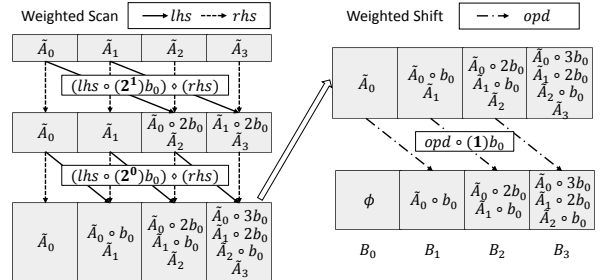 Weighted Scan
lhs
rhs
Ã₀ Ã₁ Ã₂ Ã₃
(lhs ∘ (2¹)b₀) ⋄ (rhs)
Ã₀ Ã₁ Ã₀ ∘ 2b₀ Ã₁ ∘ 2b₀
Ã₂ Ã₃
(lhs ∘ (2⁰)b₀) ⋄ (rhs)
Ã₀ ∘ 3b₀
Ã₀ ∘ 2b₀ Ã₁ ∘ 2b₀
Ã₀ Ã₀ ∘ b₀ Ã₁ ∘ b₀ Ã₂ ∘ b₀
Ã₁ Ã₂ Ã₃
Weighted Shift
opd
Ã₀ ∘ 3b₀
Ã₀ ∘ 2b₀ Ã₁ ∘ 2b₀
Ã₀ Ã₀ ∘ b₀ Ã₁ ∘ b₀ Ã₂ ∘ b₀
Ã₁ Ã₂ Ã₃
opd ∘ (1)b₀
Ã₀ ∘ 3b₀
ϕ Ã₀ ∘ b₀ Ã₀ ∘ 2b₀ Ã₁ ∘ 2b₀
Ã₁ ∘ b₀ Ã₂ ∘ b₀
B₀ B₁ B₂ B₃